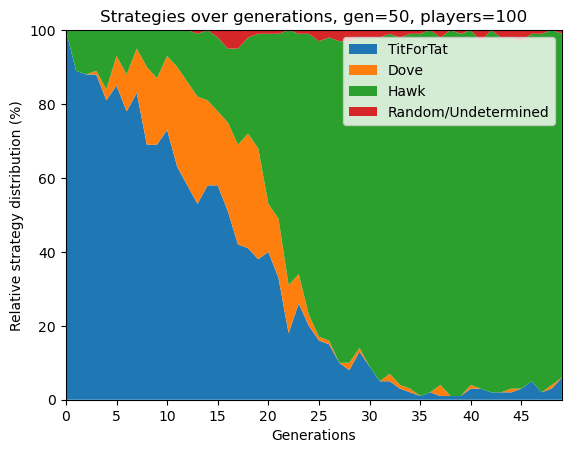 Strategies over generations, gen=50, players=100
Relative strategy distribution (%)
100
80
60
40
20
0
TitForTat
Dove
Hawk
Random/Undetermined
0 5 10 15 20 25 30 35 40 45
Generations